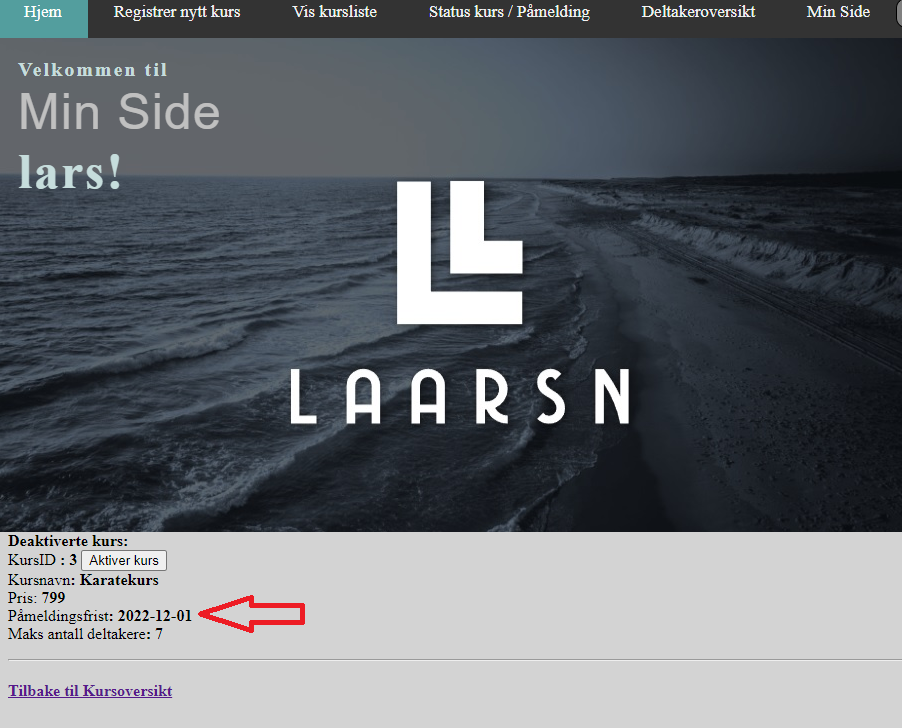 Hjem Registrer nytt kurs Vis kursliste Status kurs / Påmelding Deltakeroversikt Min Side
Velkommen til
Min Side
lars!
LAARSN
Deaktiverte kurs:
KursID : 3 Aktiver kurs
Kursnavn: Karatekurs
Pris: 799
Påmeldingsfrist: 2022-12-01
Maks antall deltakere: 7
Tilbake til Kursoversikt